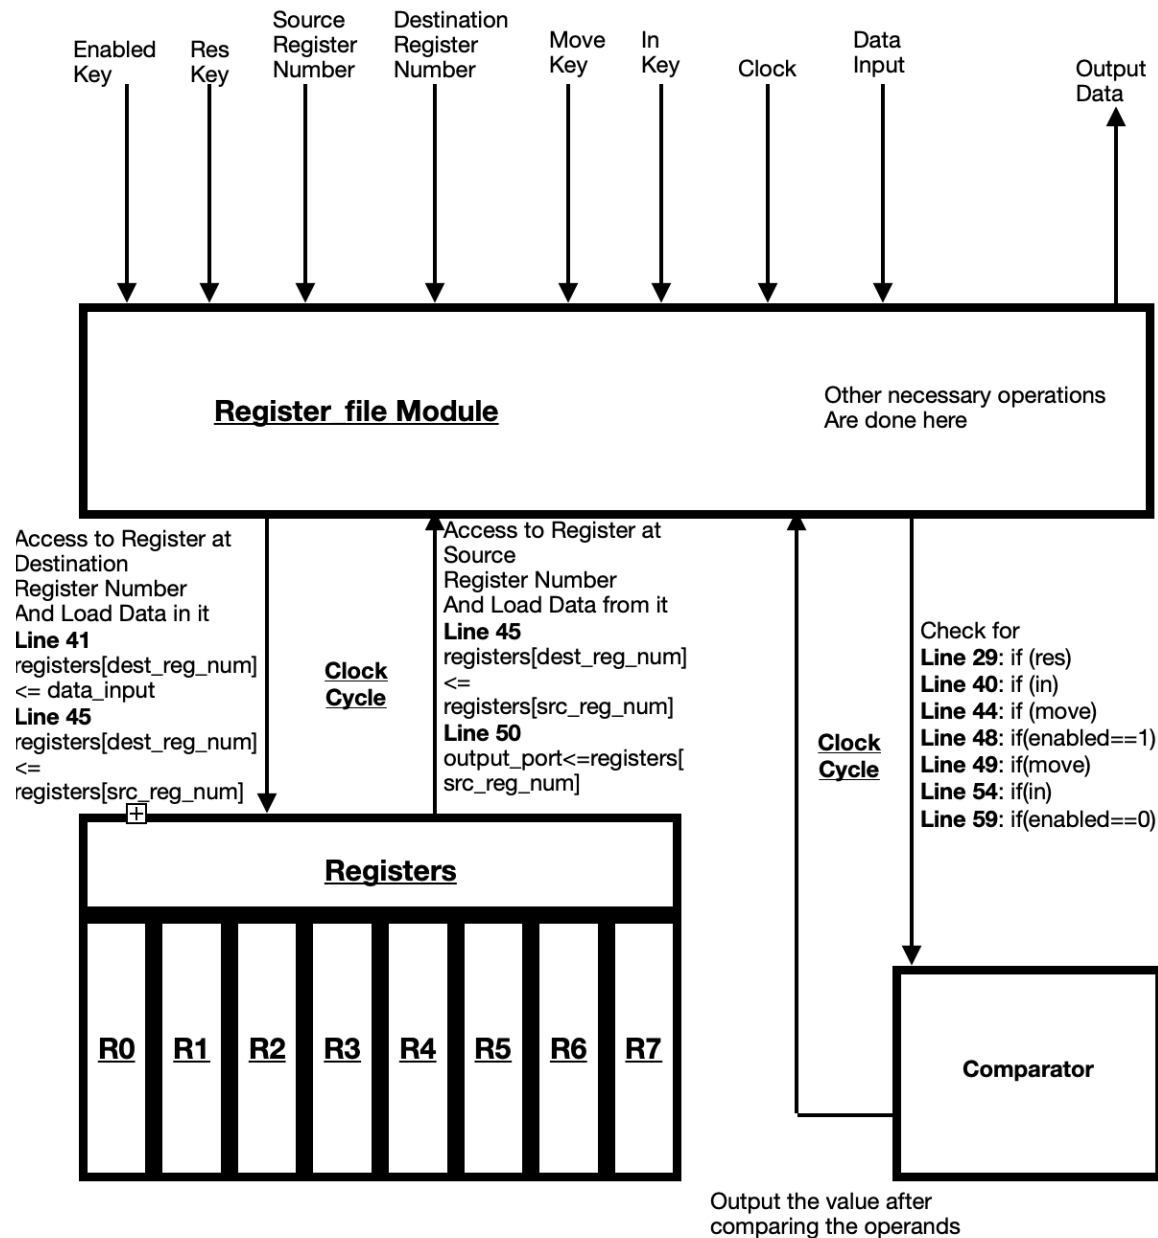 Enabled
Key
Res
Key
Source
Register
Number
Destination
Register
Number
Move
Key
In
Key
Clock
Data
Input
Output
Data
Register_file Module
Other necessary operations
Are done here
Access to Register at
Destination
Register Number
And Load Data in it
Line 41
registers[dest_reg_num]
<= data_input
Line 45
registers[dest_reg_num]
<=
registers[src_reg_num]
Clock
Cycle
Access to Register at
Source
Register Number
And Load Data from it
Line 45
registers[dest_reg_num]
<=
registers[src_reg_num]
Line 50
output_port<=registers[
src_reg_num]
Clock
Cycle
Check for
Line 29: if (res)
Line 40: if (in)
Line 44: if (move)
Line 48: if(enabled==1)
Line 49: if(move)
Line 54: if(in)
Line 59: if(enabled==0)
Registers
R0 R1 R2 R3 R4 R5 R6 R7
Comparator
Output the value after
comparing the operands